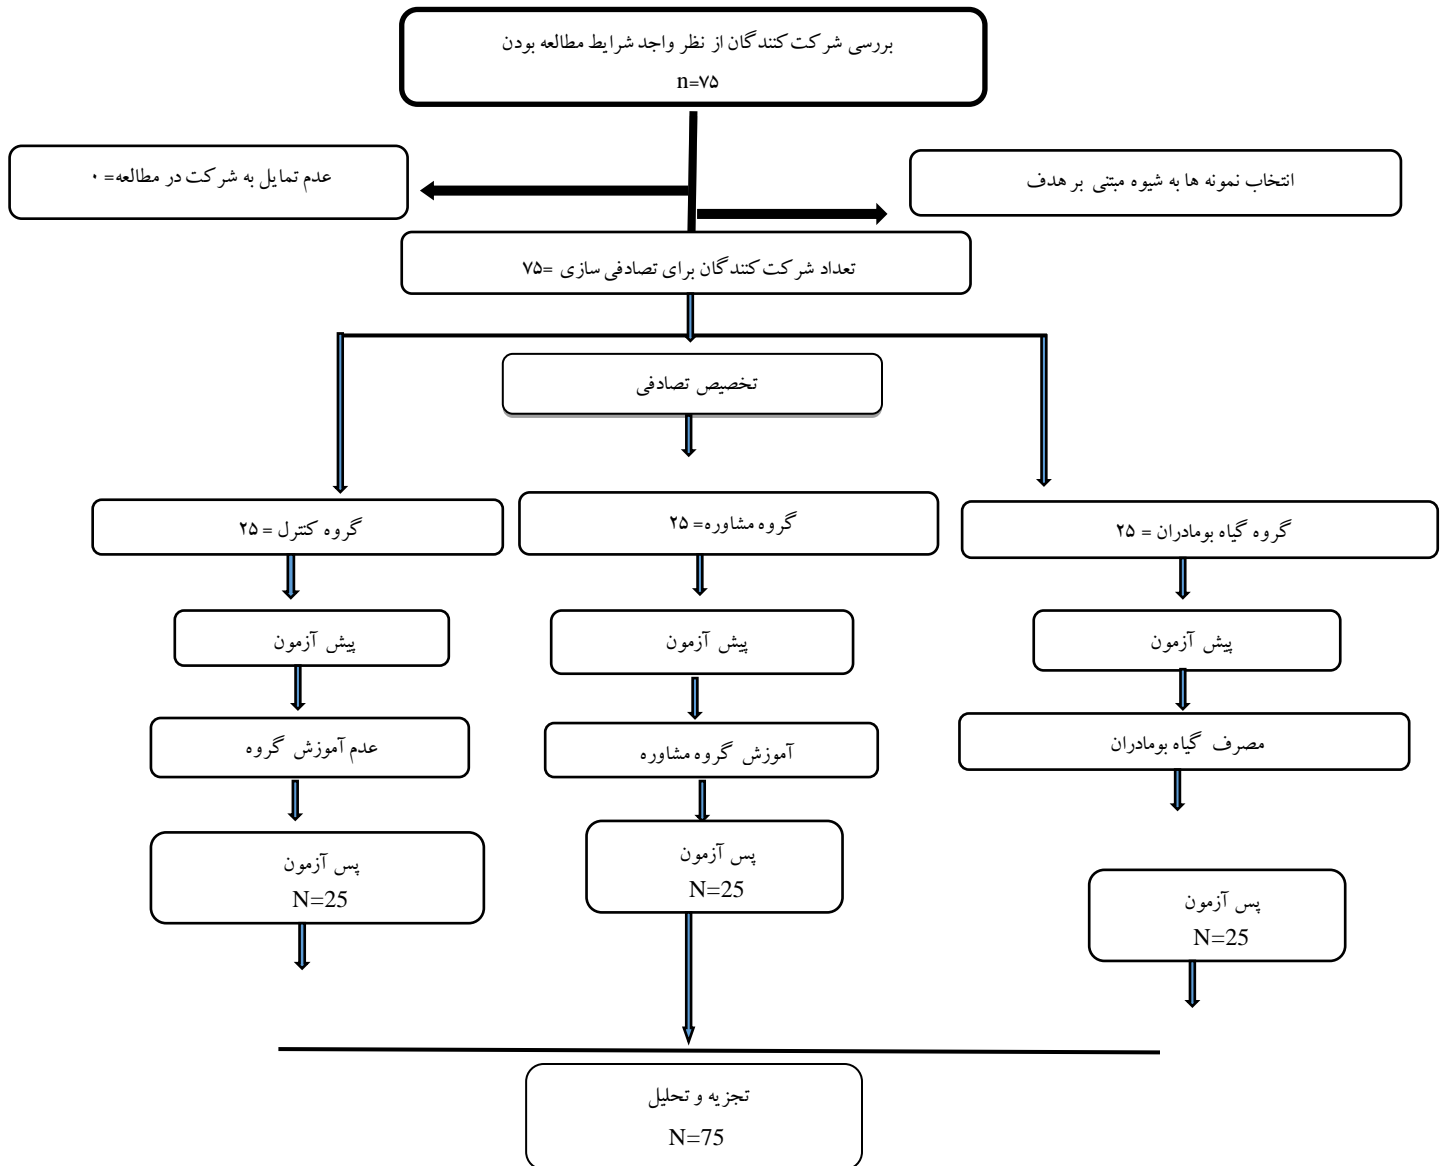 بررسی شرکت کنندگان از نظر واجد شرایط مطالعه بودن
n=۷۵
انتخاب نمونه ها به شیوه مبتنی بر هدف
عدم تمایل به شرکت در مطالعه= ۰
تعداد شرکت کنندگان برای تصادفی سازی =۷۵
تخصیص تصادفی
گروه گیاه بومادران = ۲۵
گروه مشاوره= ۲۵
گروه کنترل = ۲۵
پیش آزمون
پیش آزمون
پیش آزمون
مصرف گیاه بومادران
آموزش گروه مشاوره
عدم آموزش گروه
پس آزمون
N=25
پس آزمون
N=25
پس آزمون
N=25
تجزیه و تحلیل
N=75